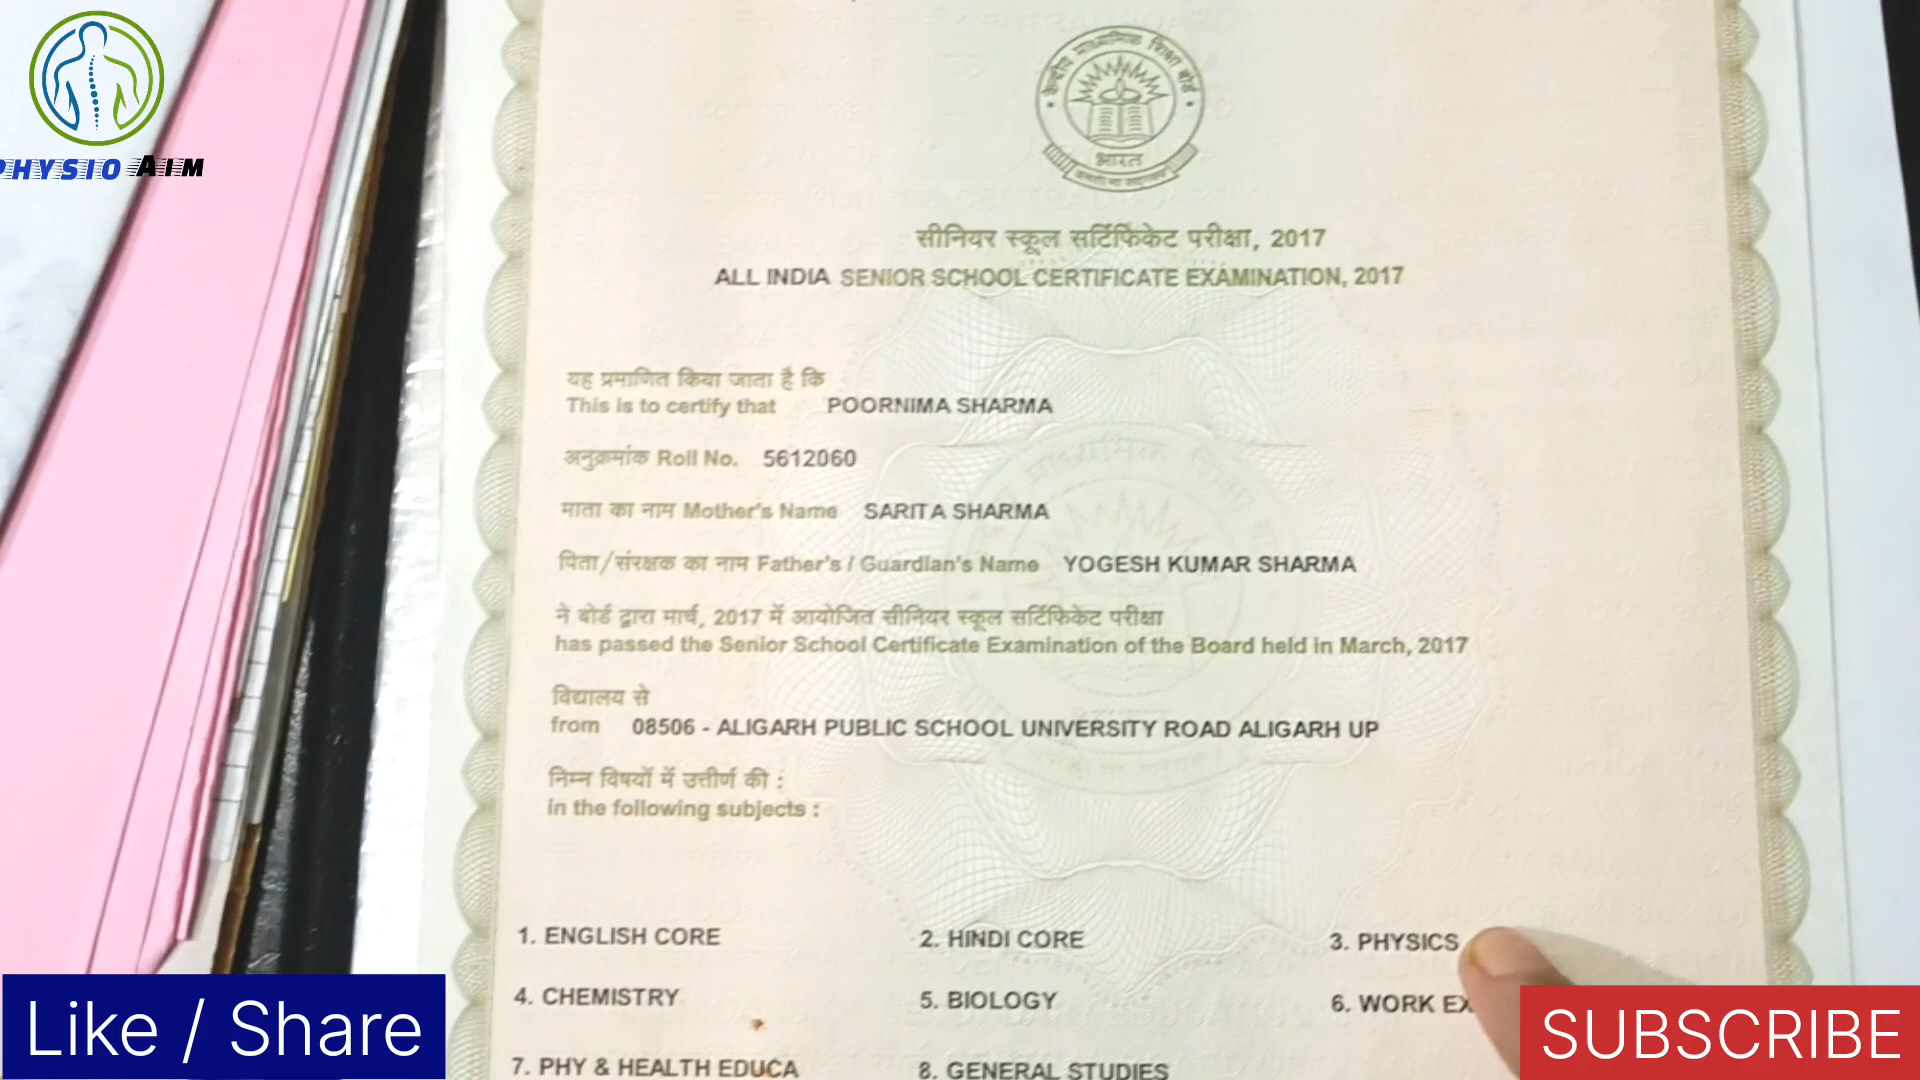 PHYSIO AIM
केन्द्रीय माध्यमिक शिक्षा बोर्ड
भारत
सीनियर स्कूल सर्टिफिकेट परीक्षा, 2017
ALL INDIA SENIOR SCHOOL CERTIFICATE EXAMINATION, 2017
यह प्रमाणित किया जाता है कि
This is to certify that POORNIMA SHARMA
अनुक्रमांक Roll No. 5612060
माता का नाम Mother's Name SARITA SHARMA
पिता/संरक्षक का नाम Father's / Guardian's Name YOGESH KUMAR SHARMA
ने बोर्ड द्वारा मार्च, 2017 में आयोजित सीनियर स्कूल सर्टिफिकेट परीक्षा
has passed the Senior School Certificate Examination of the Board held in March, 2017
विद्यालय से
from 08506 - ALIGARH PUBLIC SCHOOL UNIVERSITY ROAD ALIGARH UP
निम्न विषयों में उत्तीर्ण की :
in the following subjects :
1. ENGLISH CORE 2. HINDI CORE 3. PHYSICS
4. CHEMISTRY 5. BIOLOGY 6. WORK EX
7. PHY & HEALTH EDUCA 8. GENERAL STUDIES
Like / Share
SUBSCRIBE